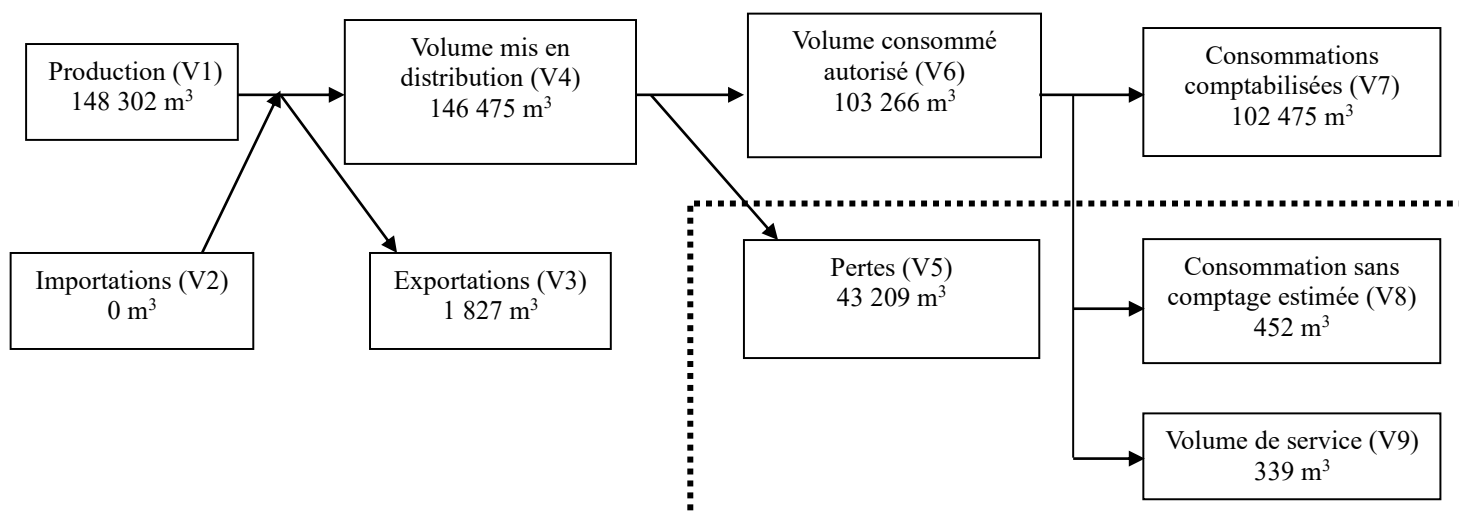 Production (V1)
148 302 m³
Volume mis en
distribution (V4)
146 475 m³
Volume consommé
autorisé (V6)
103 266 m³
Consommations
comptabilisées (V7)
102 475 m³
Importations (V2)
0 m³
Exportations (V3)
1 827 m³
Pertes (V5)
43 209 m³
Consommation sans
comptage estimée (V8)
452 m³
Volume de service (V9)
339 m³